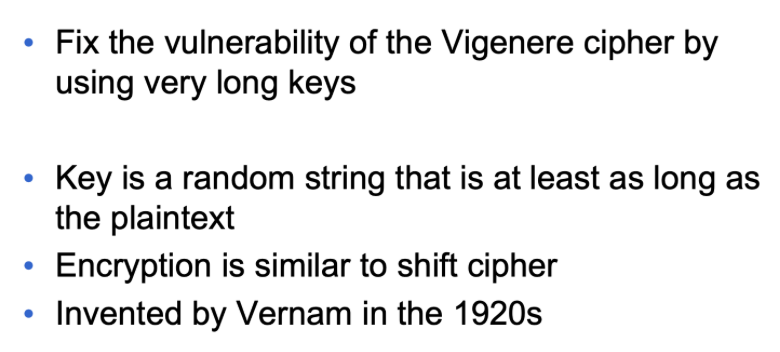 • Fix the vulnerability of the Vigenere cipher by
using very long keys
• Key is a random string that is at least as long as
the plaintext
• Encryption is similar to shift cipher
• Invented by Vernam in the 1920s